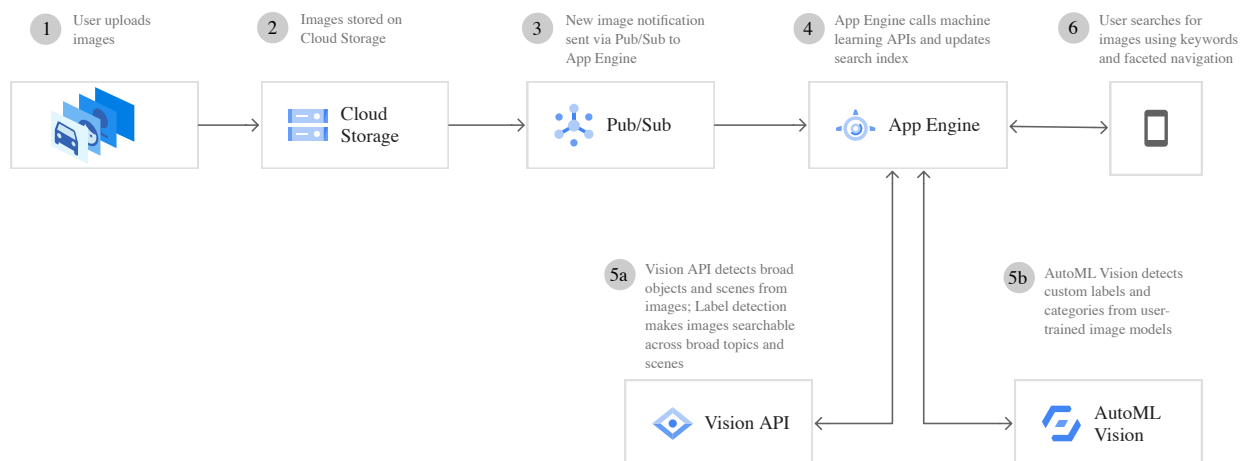 1
User uploads
images
2
Images stored on
Cloud Storage
3
New image notification
sent via Pub/Sub to
App Engine
4
App Engine calls machine
learning APIs and updates
search index
6
User searches for
images using keywords
and faceted navigation
Cloud
Storage
Pub/Sub
App Engine
5a
Vision API detects broad
objects and scenes from
images; Label detection
makes images searchable
across broad topics and
scenes
5b
AutoML Vision detects
custom labels and
categories from user-
trained image models
Vision API
AutoML
Vision